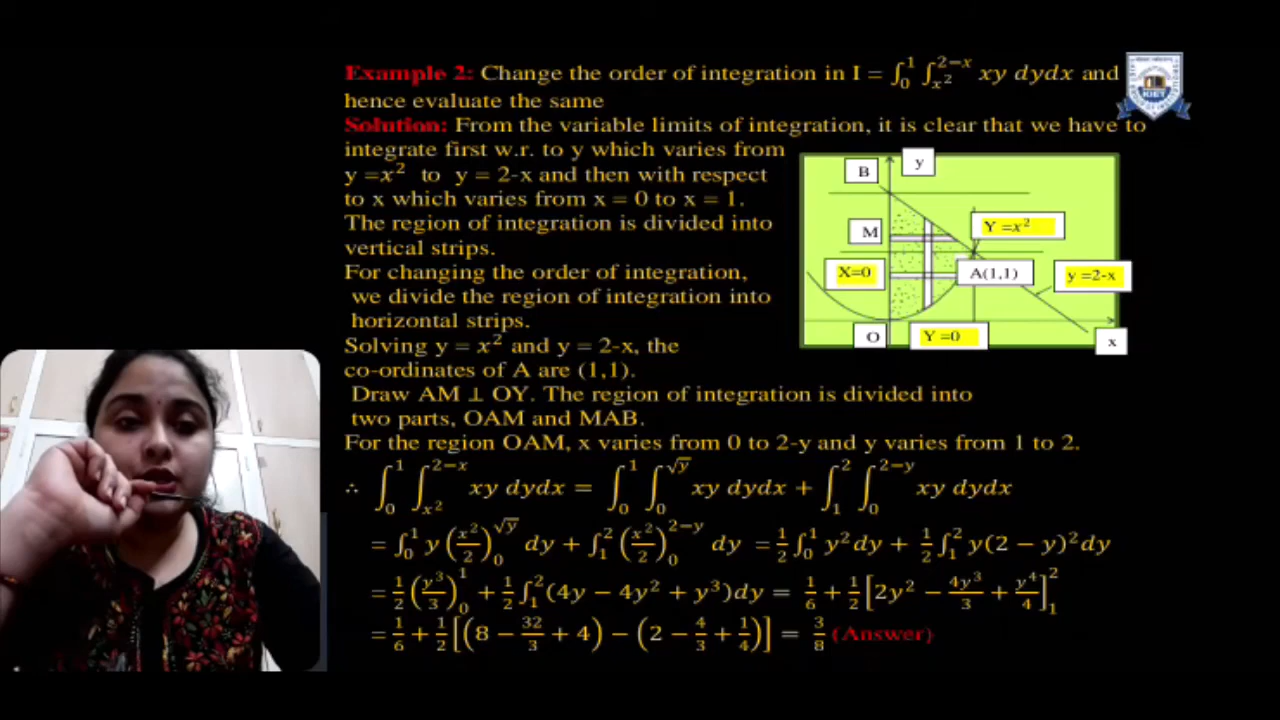 Example 2: Change the order of integration in I = ∫₀¹ ∫ₓ²^(2−x) xy dydx and
hence evaluate the same
Solution: From the variable limits of integration, it is clear that we have to
integrate first w.r. to y which varies from
y =x² to y = 2-x and then with respect
to x which varies from x = 0 to x = 1.
The region of integration is divided into
vertical strips.
For changing the order of integration,
we divide the region of integration into
horizontal strips.
Solving y = x² and y = 2-x, the
co-ordinates of A are (1,1).
Draw AM ⊥ OY. The region of integration is divided into
two parts, OAM and MAB.
For the region OAM, x varies from 0 to 2-y and y varies from 1 to 2.
∴ ∫₀¹ ∫_(x²)^(2−x) xy dydx = ∫₀¹ ∫₀^(√y) xy dydx + ∫₁² ∫₀^(2−y) xy dydx
= ∫₀¹ y (x²/2)₀^(√y) dy + ∫₁² (x²/2)₀^(2−y) dy = 1/2 ∫₀¹ y² dy + 1/2 ∫₁² y(2 − y)² dy
= 1/2 (y³/3)₀¹ + 1/2 ∫₁² (4y − 4y² + y³)dy = 1/6 + 1/2 [2y² − 4y³/3 + y⁴/4]₁²
= 1/6 + 1/2 [(8 − 32/3 + 4) − (2 − 4/3 + 1/4)] = 3/8 (Answer)
B
y
M
Y =x²
X=0
A(1,1)
y =2-x
O
Y =0
x
KIET